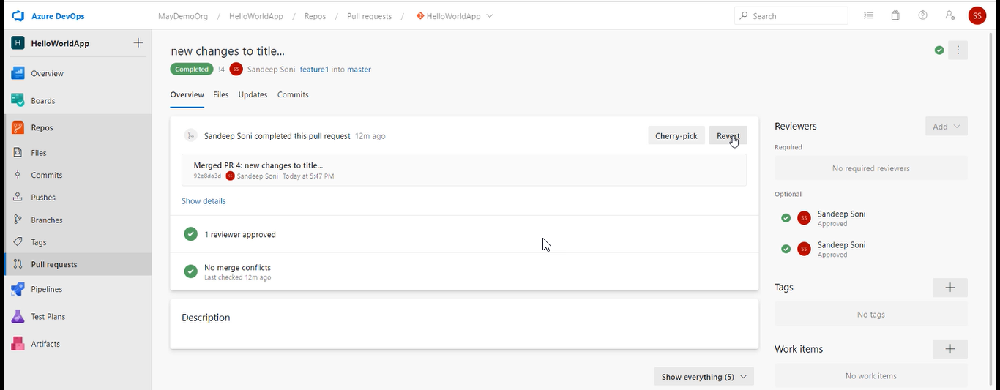 Azure DevOps
MayDemoOrg / HelloWorldApp / Repos / Pull requests / HelloWorldApp
Search
SS
H HelloWorldApp
Overview
Boards
Repos
Files
Commits
Pushes
Branches
Tags
Pull requests
Pipelines
Test Plans
Artifacts
new changes to title...
Completed !4 SS Sandeep Soni feature1 into master
Overview Files Updates Commits
Sandeep Soni completed this pull request 12m ago
Cherry-pick
Revert
Merged PR 4: new changes to title...
92e8da3d SS Sandeep Soni Today at 5:47 PM
Show details
1 reviewer approved
No merge conflicts
Last checked 12m ago
Description
Show everything (5)
Reviewers
Add
Required
No required reviewers
Optional
SS Sandeep Soni
Approved
SS Sandeep Soni
Approved
Tags
No tags
Work items
No work items